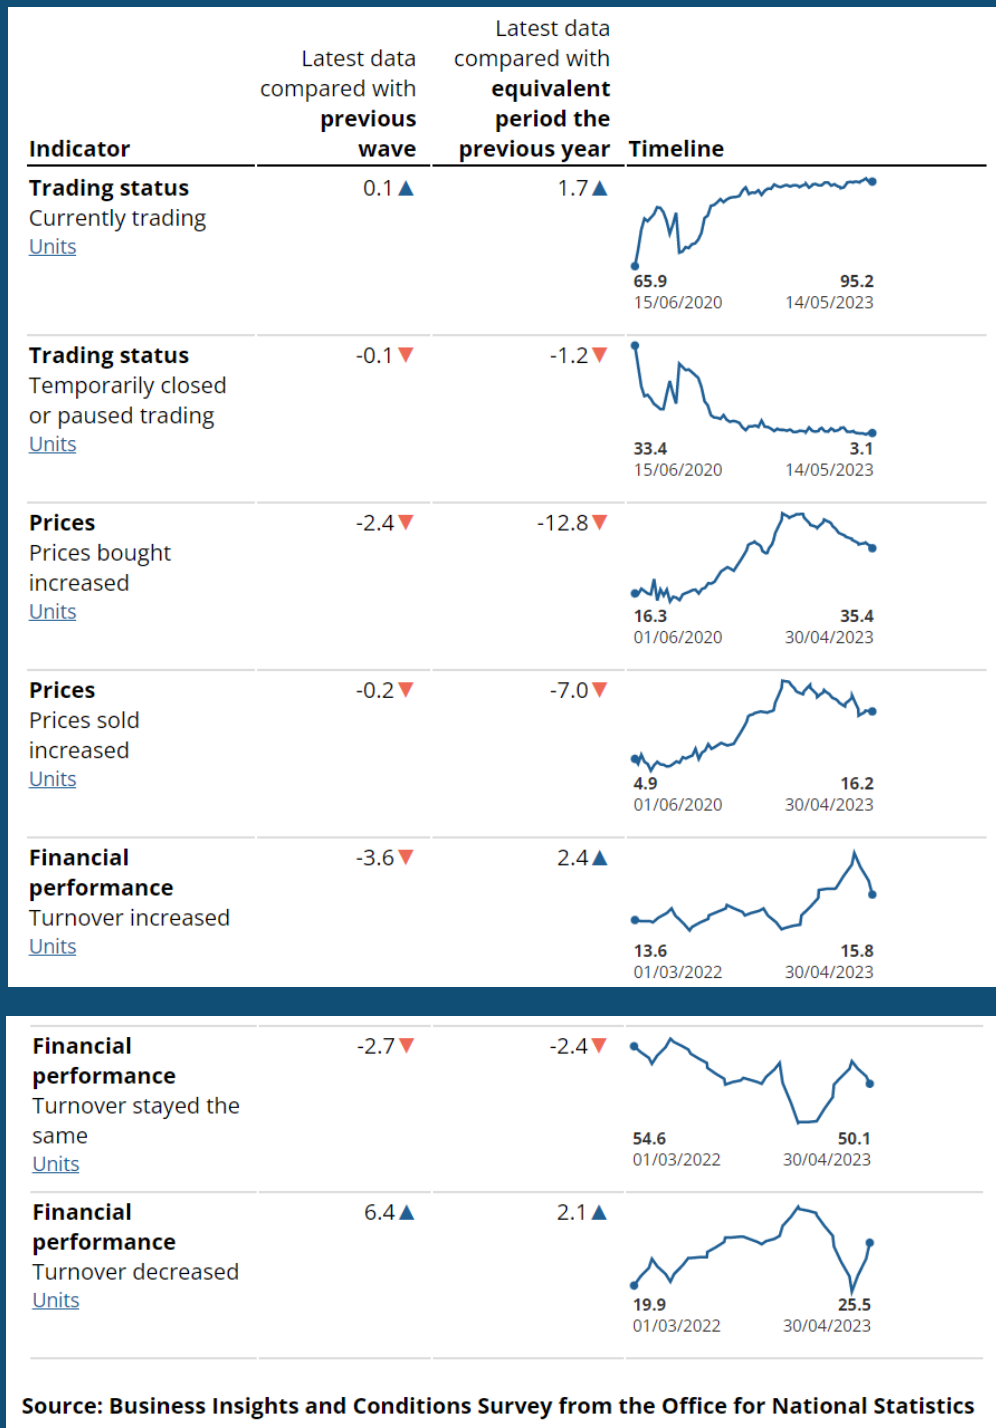 Indicator
Latest data
compared with
previous
wave
Latest data
compared with
equivalent
period the
previous year
Timeline
Trading status
Currently trading
Units
0.1▲
1.7▲
65.9
15/06/2020
95.2
14/05/2023
Trading status
Temporarily closed
or paused trading
Units
-0.1▼
-1.2▼
33.4
15/06/2020
3.1
14/05/2023
Prices
Prices bought
increased
Units
-2.4▼
-12.8▼
16.3
01/06/2020
35.4
30/04/2023
Prices
Prices sold
increased
Units
-0.2▼
-7.0▼
4.9
01/06/2020
16.2
30/04/2023
Financial
performance
Turnover increased
Units
-3.6▼
2.4▲
13.6
01/03/2022
15.8
30/04/2023
Financial
performance
Turnover stayed the
same
Units
-2.7▼
-2.4▼
54.6
01/03/2022
50.1
30/04/2023
Financial
performance
Turnover decreased
Units
6.4▲
2.1▲
19.9
01/03/2022
25.5
30/04/2023
Source: Business Insights and Conditions Survey from the Office for National Statistics